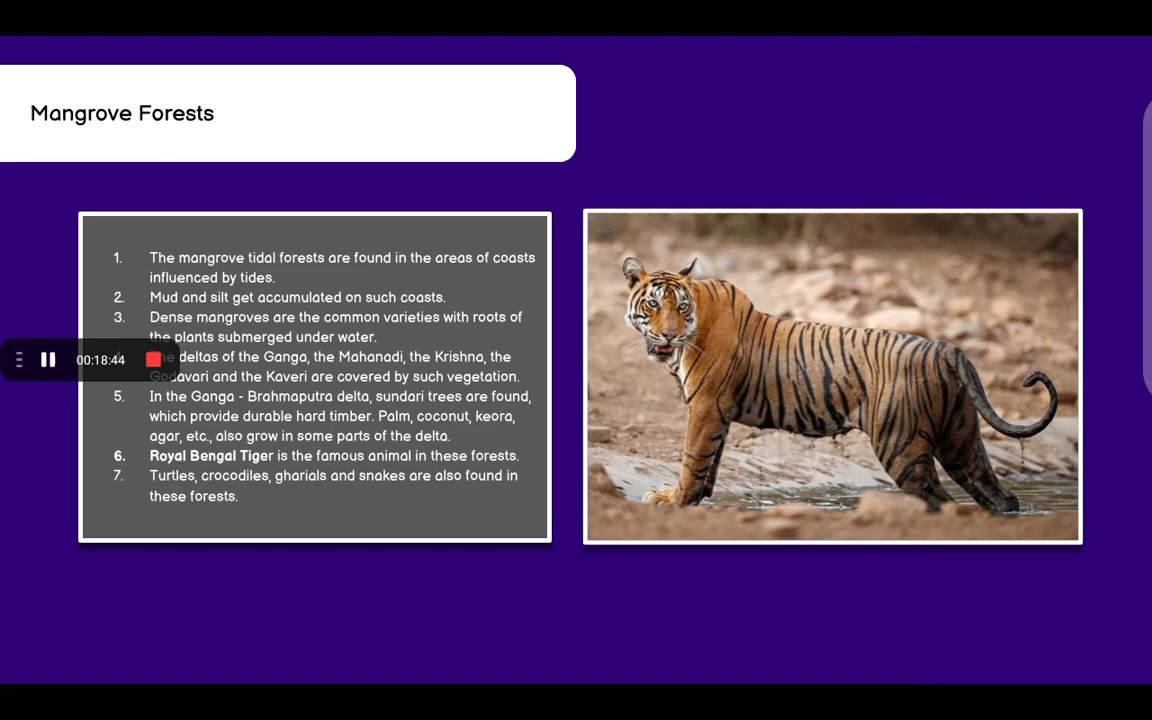 Mangrove Forests
1. The mangrove tidal forests are found in the areas of coasts
influenced by tides.
2. Mud and silt get accumulated on such coasts.
3. Dense mangroves are the common varieties with roots of
the plants submerged under water.
The deltas of the Ganga, the Mahanadi, the Krishna, the
Godavari and the Kaveri are covered by such vegetation.
5. In the Ganga - Brahmaputra delta, sundari trees are found,
which provide durable hard timber. Palm, coconut, keora,
agar, etc., also grow in some parts of the delta.
6. Royal Bengal Tiger is the famous animal in these forests.
7. Turtles, crocodiles, gharials and snakes are also found in
these forests.
00:18:44